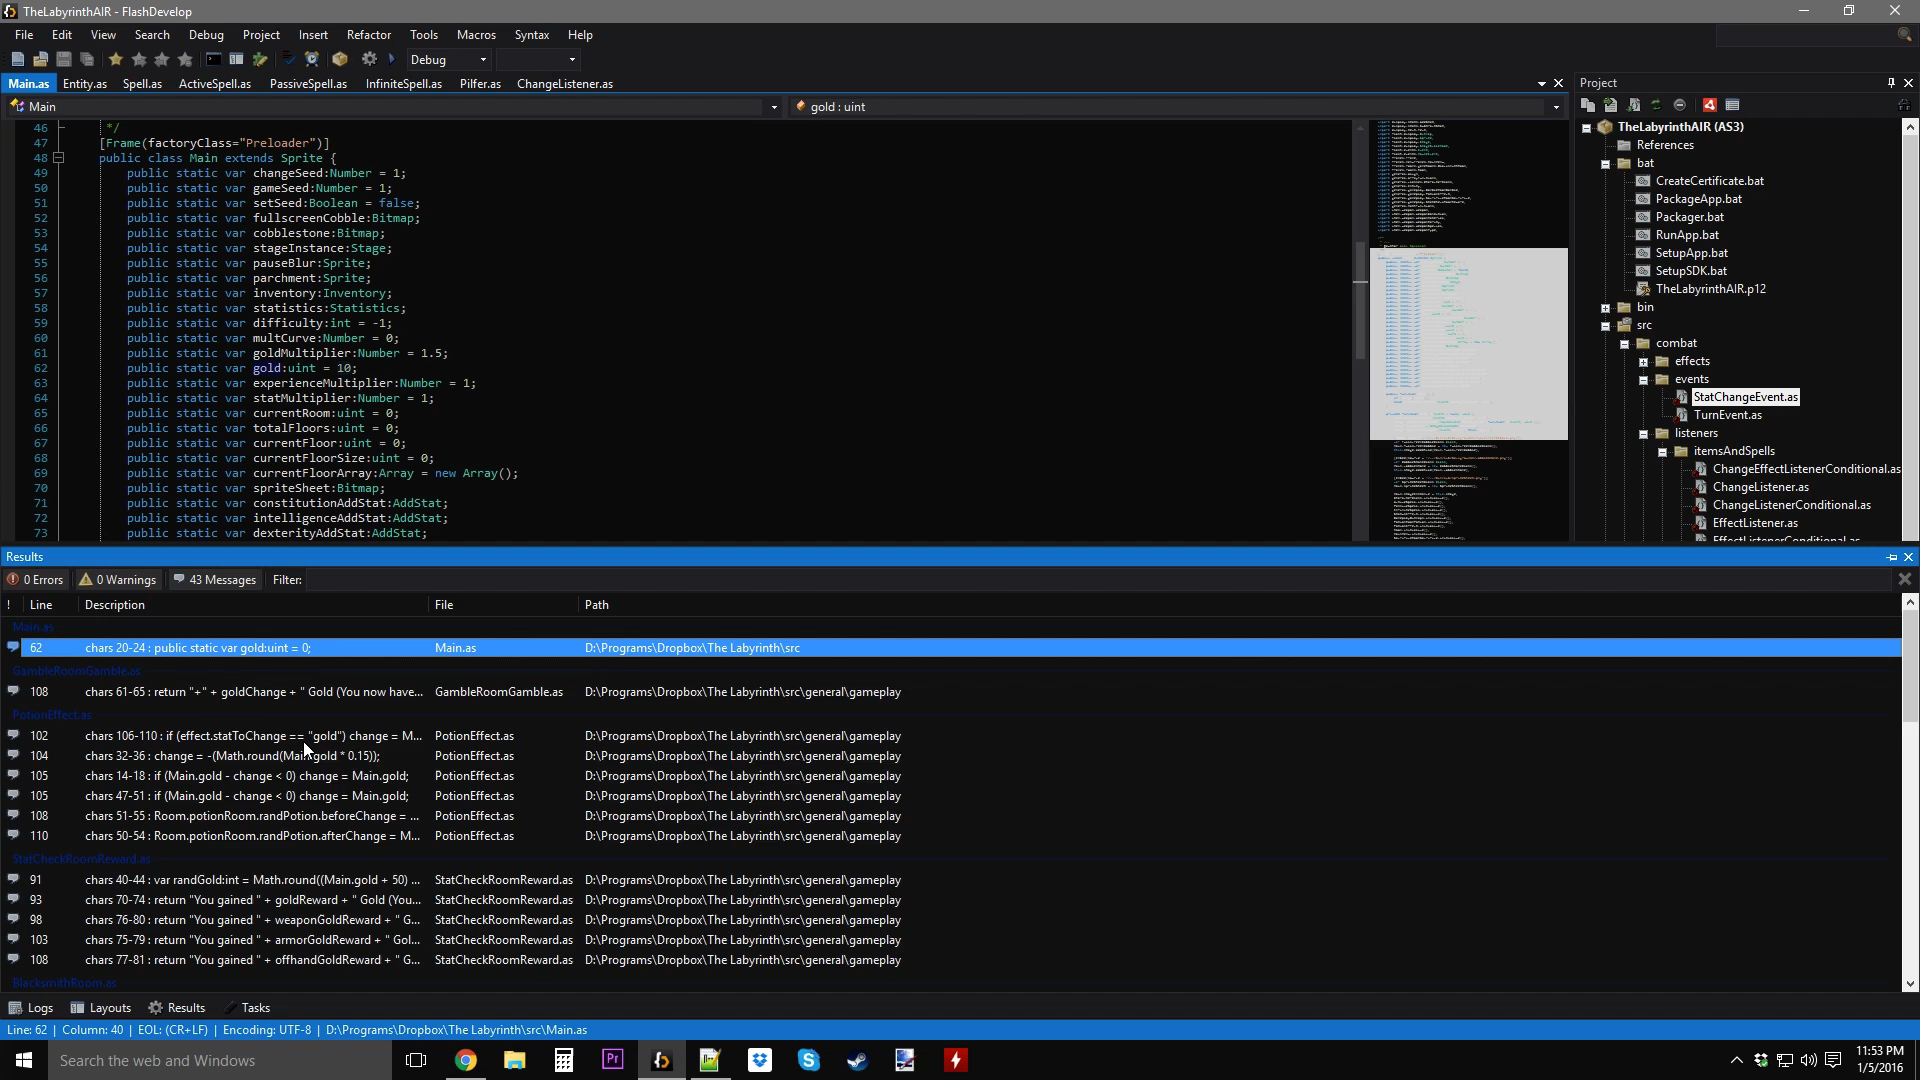 TheLabyrinthAIR - FlashDevelop
File Edit View Search Debug Project Insert Refactor Tools Macros Syntax Help
Debug
Main.as Entity.as Spell.as ActiveSpell.as PassiveSpell.as InfiniteSpell.as Pilfer.as ChangeListener.as
Main
gold : uint
46 */
47 [Frame(factoryClass="Preloader")]
48 public class Main extends Sprite {
49 public static var changeSeed:Number = 1;
50 public static var gameSeed:Number = 1;
51 public static var setSeed:Boolean = false;
52 public static var fullscreenCobble:Bitmap;
53 public static var cobblestone:Bitmap;
54 public static var stageInstance:Stage;
55 public static var pauseBlur:Sprite;
56 public static var parchment:Sprite;
57 public static var inventory:Inventory;
58 public static var statistics:Statistics;
59 public static var difficulty:int = -1;
60 public static var multCurve:Number = 0;
61 public static var goldMultiplier:Number = 1.5;
62 public static var gold:uint = 10;
63 public static var experienceMultiplier:Number = 1;
64 public static var statMultiplier:Number = 1;
65 public static var currentRoom:uint = 0;
66 public static var totalFloors:uint = 0;
67 public static var currentFloor:uint = 0;
68 public static var currentFloorSize:uint = 0;
69 public static var currentFloorArray:Array = new Array();
70 public static var spriteSheet:Bitmap;
71 public static var constitutionAddStat:AddStat;
72 public static var intelligenceAddStat:AddStat;
73 public static var dexterityAddStat:AddStat;
Project
TheLabyrinthAIR (AS3)
References
bat
CreateCertificate.bat
PackageApp.bat
Packager.bat
RunApp.bat
SetupApp.bat
SetupSDK.bat
TheLabyrinthAIR.p12
bin
src
combat
effects
events
StatChangeEvent.as
TurnEvent.as
listeners
itemsAndSpells
ChangeEffectListenerConditional.as
ChangeListener.as
ChangeListenerConditional.as
EffectListener.as
EffectListenerConditional.as
Results
0 Errors 0 Warnings 43 Messages Filter:
! Line Description File Path
Main.as
62 chars 20-24 : public static var gold:uint = 0; Main.as D:\Programs\Dropbox\The Labyrinth\src
GambleRoomGamble.as
108 chars 61-65 : return "+" + goldChange + " Gold (You now have... GambleRoomGamble.as D:\Programs\Dropbox\The Labyrinth\src\general\gameplay
PotionEffect.as
102 chars 106-110 : if (effect.statToChange == "gold") change = M... PotionEffect.as D:\Programs\Dropbox\The Labyrinth\src\general\gameplay
104 chars 32-36 : change = -(Math.round(Main.gold * 0.15)); PotionEffect.as D:\Programs\Dropbox\The Labyrinth\src\general\gameplay
105 chars 14-18 : if (Main.gold - change < 0) change = Main.gold; PotionEffect.as D:\Programs\Dropbox\The Labyrinth\src\general\gameplay
105 chars 47-51 : if (Main.gold - change < 0) change = Main.gold; PotionEffect.as D:\Programs\Dropbox\The Labyrinth\src\general\gameplay
108 chars 51-55 : Room.potionRoom.randPotion.beforeChange = ... PotionEffect.as D:\Programs\Dropbox\The Labyrinth\src\general\gameplay
110 chars 50-54 : Room.potionRoom.randPotion.afterChange = M... PotionEffect.as D:\Programs\Dropbox\The Labyrinth\src\general\gameplay
StatCheckRoomReward.as
91 chars 40-44 : var randGold:int = Math.round((Main.gold + 50) ... StatCheckRoomReward.as D:\Programs\Dropbox\The Labyrinth\src\general\gameplay
93 chars 70-74 : return "You gained " + goldReward + " Gold (You... StatCheckRoomReward.as D:\Programs\Dropbox\The Labyrinth\src\general\gameplay
98 chars 76-80 : return "You gained " + weaponGoldReward + " G... StatCheckRoomReward.as D:\Programs\Dropbox\The Labyrinth\src\general\gameplay
103 chars 75-79 : return "You gained " + armorGoldReward + " Gol... StatCheckRoomReward.as D:\Programs\Dropbox\The Labyrinth\src\general\gameplay
108 chars 77-81 : return "You gained " + offhandGoldReward + " G... StatCheckRoomReward.as D:\Programs\Dropbox\The Labyrinth\src\general\gameplay
BlacksmithRoom.as
Logs Layouts Results Tasks
Line: 62 | Column: 40 | EOL: (CR+LF) | Encoding: UTF-8 | D:\Programs\Dropbox\The Labyrinth\src\Main.as
Search the web and Windows
Pr
11:53 PM
1/5/2016